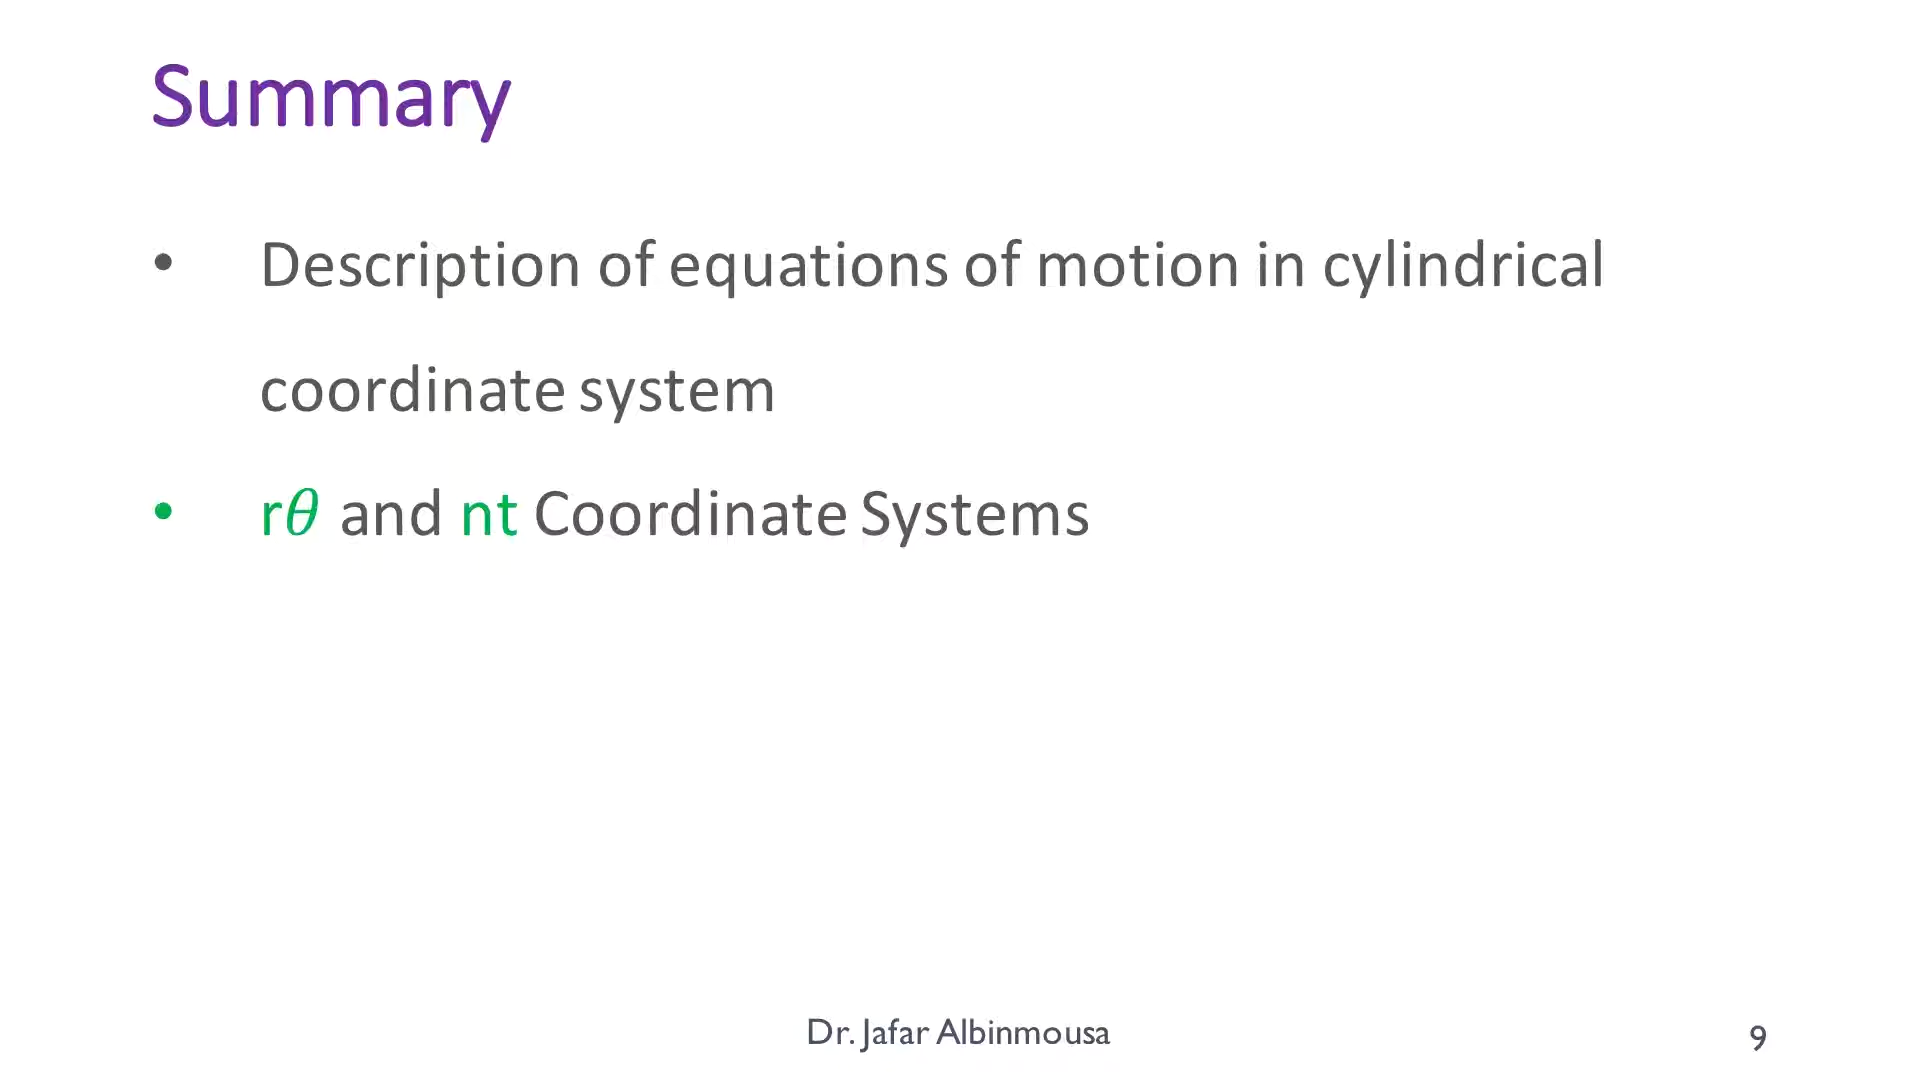 Summary
• Description of equations of motion in cylindrical
coordinate system
• r𝜃 and nt Coordinate Systems
Dr. Jafar Albinmousa
9